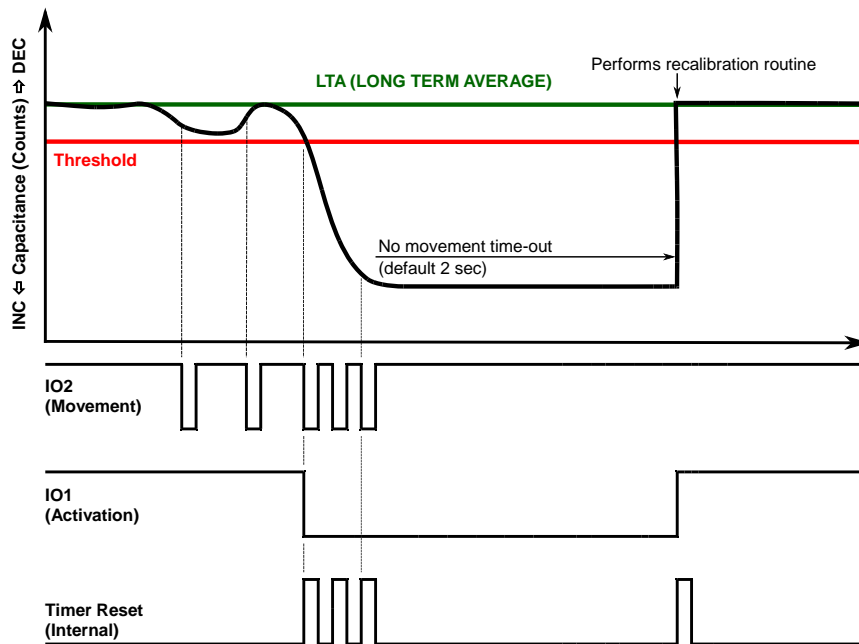 INC ⇦ Capacitance (Counts) ⇨ DEC
LTA (LONG TERM AVERAGE)
Performs recalibration routine
Threshold
No movement time-out
(default 2 sec)
IO2
(Movement)
IO1
(Activation)
Timer Reset
(Internal)